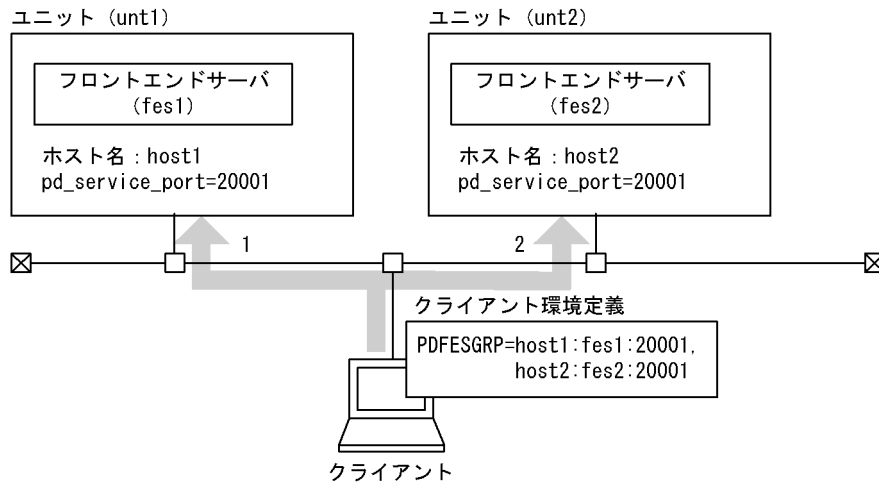 ユニット（unt1）
フロントエンドサーバ
（fes1）
ホスト名：host1
pd_service_port=20001
ユニット（unt2）
フロントエンドサーバ
（fes2）
ホスト名：host2
pd_service_port=20001
1
2
クライアント環境定義
PDFESGRP=host1:fes1:20001,
host2:fes2:20001
クライアント